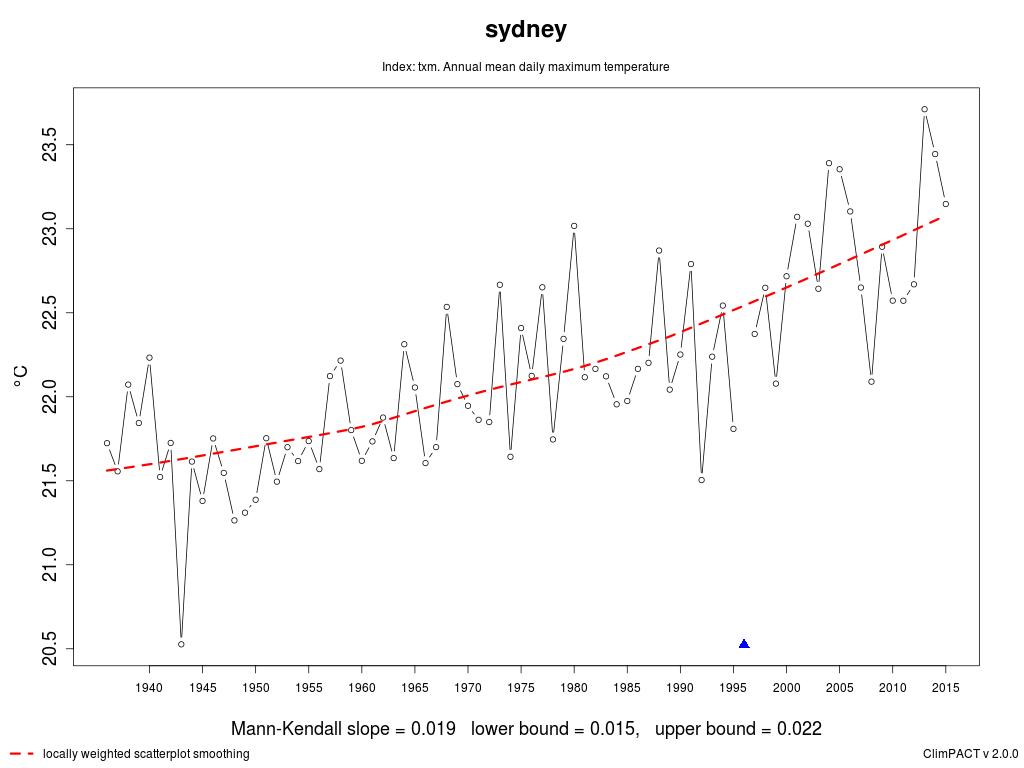 sydney
Index: txm. Annual mean daily maximum temperature
23.5
23.0
22.5
22.0
21.5
21.0
20.5
°C
1940 1945 1950 1955 1960 1965 1970 1975 1980 1985 1990 1995 2000 2005 2010 2015
Mann-Kendall slope = 0.019 lower bound = 0.015, upper bound = 0.022
locally weighted scatterplot smoothing
ClimPACT v 2.0.0